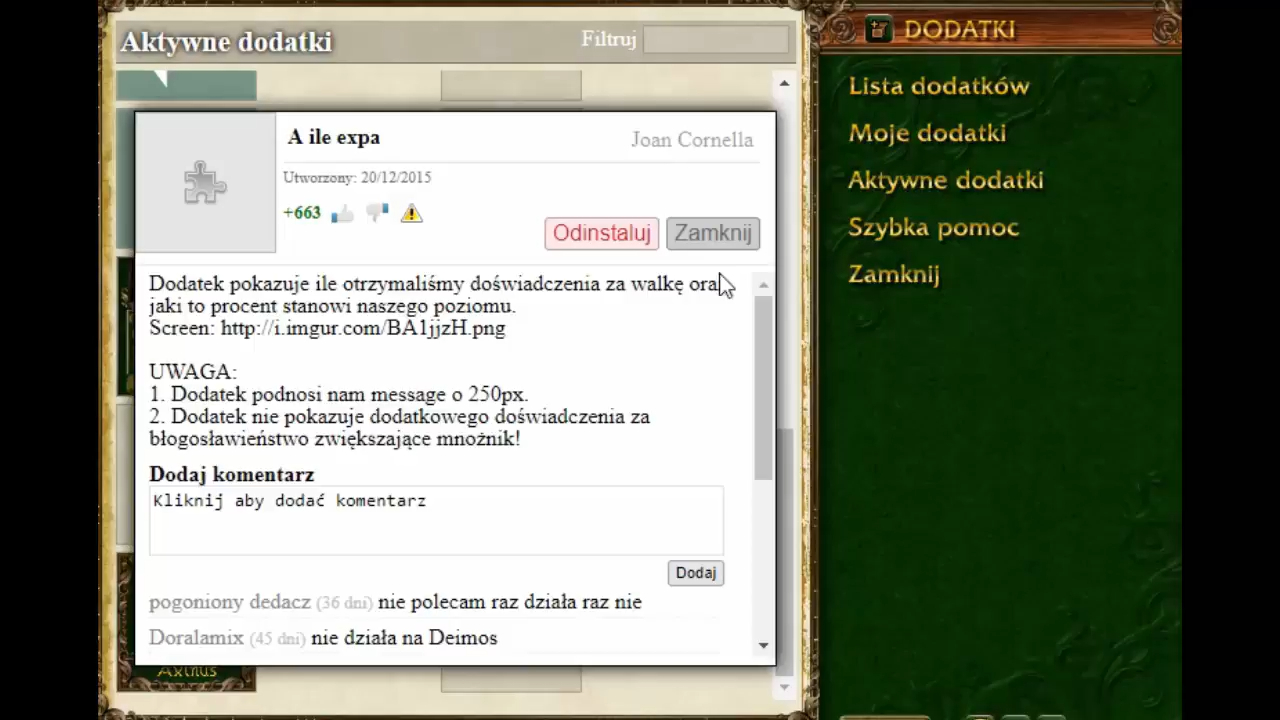 Aktywne dodatki
Filtruj
A ile expa
Joan Cornella
Utworzony: 20/12/2015
+663
Odinstaluj
Zamknij
Dodatek pokazuje ile otrzymaliśmy doświadczenia za walkę ora
jaki to procent stanowi naszego poziomu.
Screen: http://i.imgur.com/BA1jjzH.png
UWAGA:
1. Dodatek podnosi nam message o 250px.
2. Dodatek nie pokazuje dodatkowego doświadczenia za
błogosławieństwo zwiększające mnożnik!
Dodaj komentarz
Kliknij aby dodać komentarz
Dodaj
pogoniony dedacz (36 dni) nie polecam raz działa raz nie
Doralamix (45 dni) nie działa na Deimos
Axinus
DODATKI
Lista dodatków
Moje dodatki
Aktywne dodatki
Szybka pomoc
Zamknij